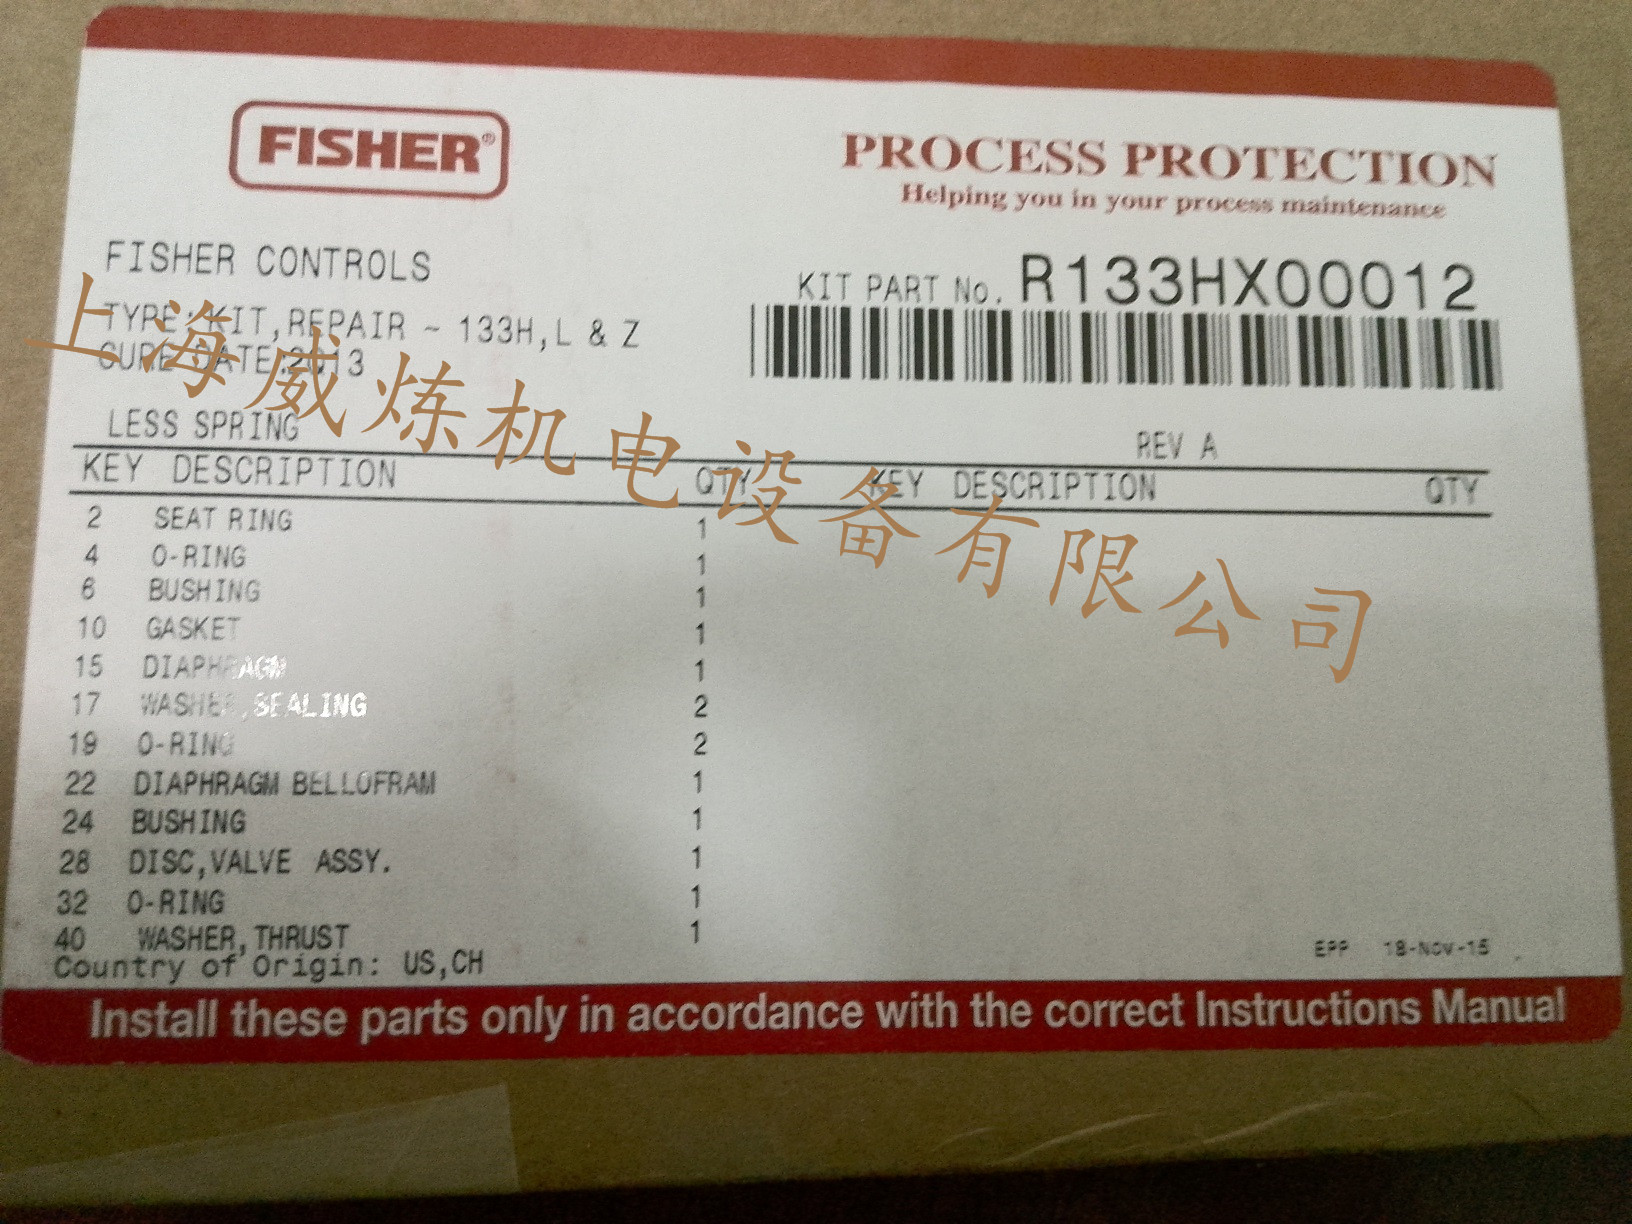 FISHER®
PROCESS PROTECTION
Helping you in your process maintenance
FISHER CONTROLS
KIT PART No. R133HX00012
TYPE: KIT, REPAIR ~ 133H, L & Z
CURE DATE:2013
LESS SPRING
REV A
KEY DESCRIPTION QTY KEY DESCRIPTION QTY
2 SEAT RING 1
4 O-RING 1
6 BUSHING 1
10 GASKET 1
15 DIAPHRAGM 1
17 WASHER, SEALING 2
19 O-RING 2
22 DIAPHRAGM BELLOFRAM 1
24 BUSHING 1
28 DISC, VALVE ASSY. 1
32 O-RING 1
40 WASHER, THRUST 1
Country of Origin: US,CH
EPP 18-NOV-15
Install these parts only in accordance with the correct Instructions Manual
上海威炼机电设备有限公司